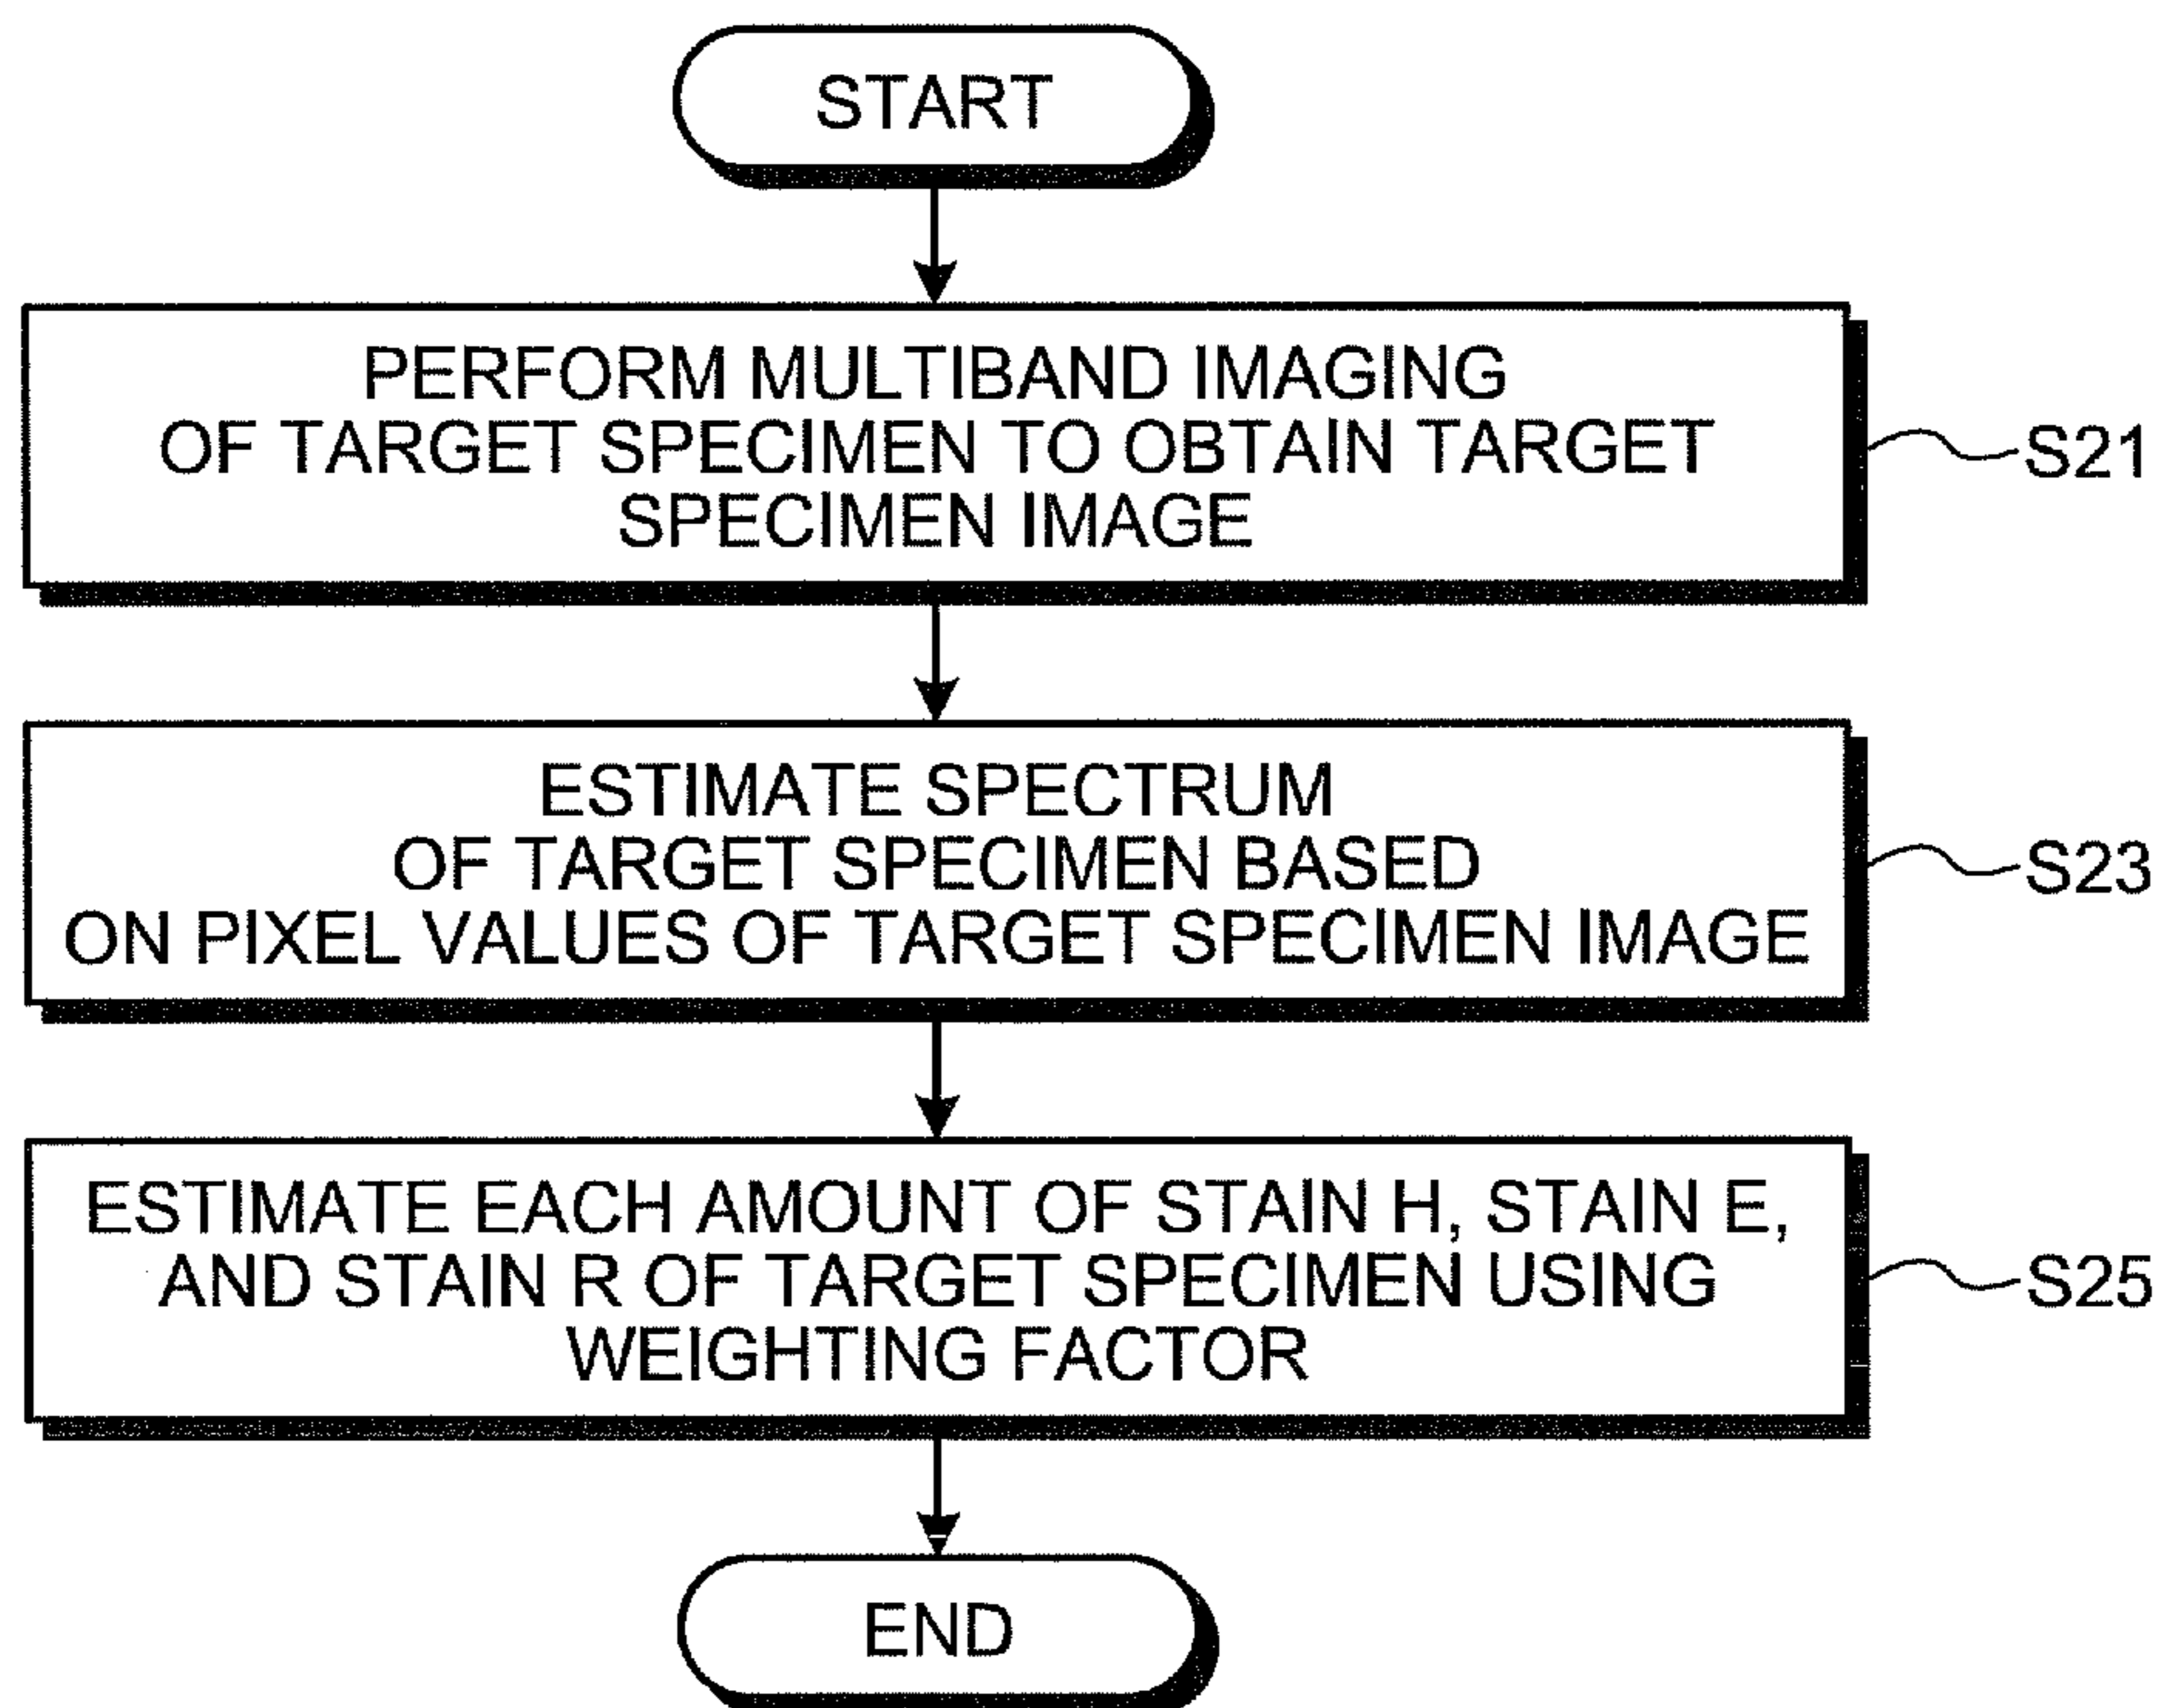 START
PERFORM MULTIBAND IMAGING
OF TARGET SPECIMEN TO OBTAIN TARGET
SPECIMEN IMAGE
S21
ESTIMATE SPECTRUM
OF TARGET SPECIMEN BASED
ON PIXEL VALUES OF TARGET SPECIMEN IMAGE
S23
ESTIMATE EACH AMOUNT OF STAIN H, STAIN E,
AND STAIN R OF TARGET SPECIMEN USING
WEIGHTING FACTOR
S25
END